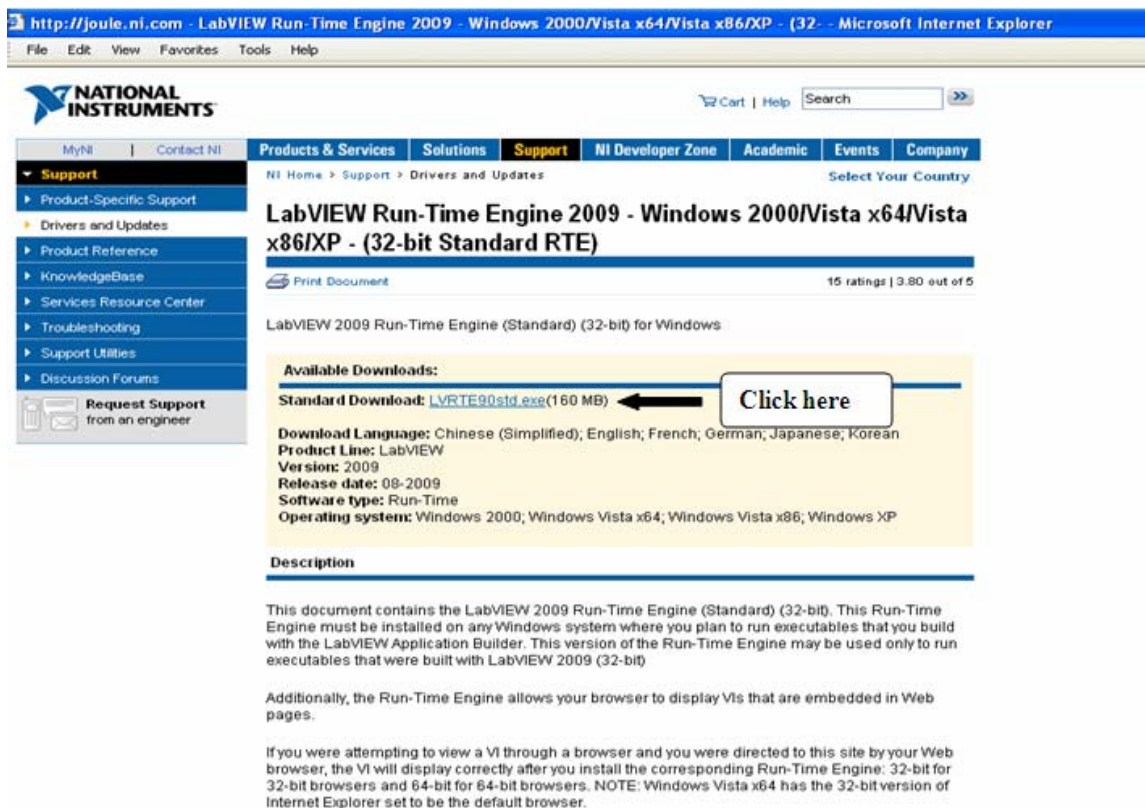 http://joule.ni.com - LabVIEW Run-Time Engine 2009 - Windows 2000/Vista x64/Vista x86/XP - (32- - Microsoft Internet Explorer
File Edit View Favorites Tools Help
NATIONAL INSTRUMENTS
Cart | Help Search
MyNI | Contact NI
Products & Services Solutions Support NI Developer Zone Academic Events Company
Support
Product-Specific Support
Drivers and Updates
Product Reference
KnowledgeBase
Services Resource Center
Troubleshooting
Support Utilities
Discussion Forums
Request Support
from an engineer
NI Home > Support > Drivers and Updates
Select Your Country
LabVIEW Run-Time Engine 2009 - Windows 2000/Vista x64/Vista
x86/XP - (32-bit Standard RTE)
Print Document
15 ratings | 3.80 out of 5
LabVIEW 2009 Run-Time Engine (Standard) (32-bit) for Windows
Available Downloads:
Standard Download: LVRTE90std.exe(160 MB)
Click here
Download Language: Chinese (Simplified); English; French; German; Japanese; Korean
Product Line: LabVIEW
Version: 2009
Release date: 08-2009
Software type: Run-Time
Operating system: Windows 2000; Windows Vista x64; Windows Vista x86; Windows XP
Description
This document contains the LabVIEW 2009 Run-Time Engine (Standard) (32-bit). This Run-Time
Engine must be installed on any Windows system where you plan to run executables that you build
with the LabVIEW Application Builder. This version of the Run-Time Engine may be used only to run
executables that were built with LabVIEW 2009 (32-bit)
Additionally, the Run-Time Engine allows your browser to display VIs that are embedded in Web
pages.
If you were attempting to view a VI through a browser and you were directed to this site by your Web
browser, the VI will display correctly after you install the corresponding Run-Time Engine: 32-bit for
32-bit browsers and 64-bit for 64-bit browsers. NOTE: Windows Vista x64 has the 32-bit version of
Internet Explorer set to be the default browser.